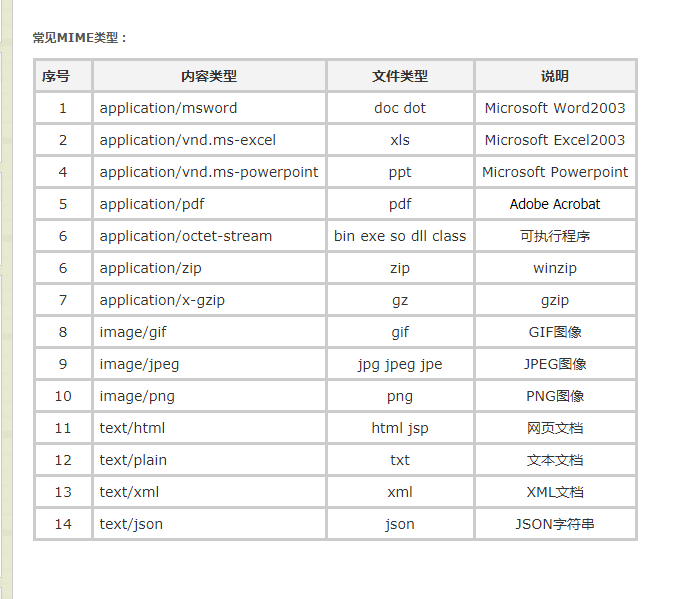 常见MIME类型：
序号 内容类型 文件类型 说明
1 application/msword doc dot Microsoft Word2003
2 application/vnd.ms-excel xls Microsoft Excel2003
4 application/vnd.ms-powerpoint ppt Microsoft Powerpoint
5 application/pdf pdf Adobe Acrobat
6 application/octet-stream bin exe so dll class 可执行程序
6 application/zip zip winzip
7 application/x-gzip gz gzip
8 image/gif gif GIF图像
9 image/jpeg jpg jpeg jpe JPEG图像
10 image/png png PNG图像
11 text/html html jsp 网页文档
12 text/plain txt 文本文档
13 text/xml xml XML文档
14 text/json json JSON字符串